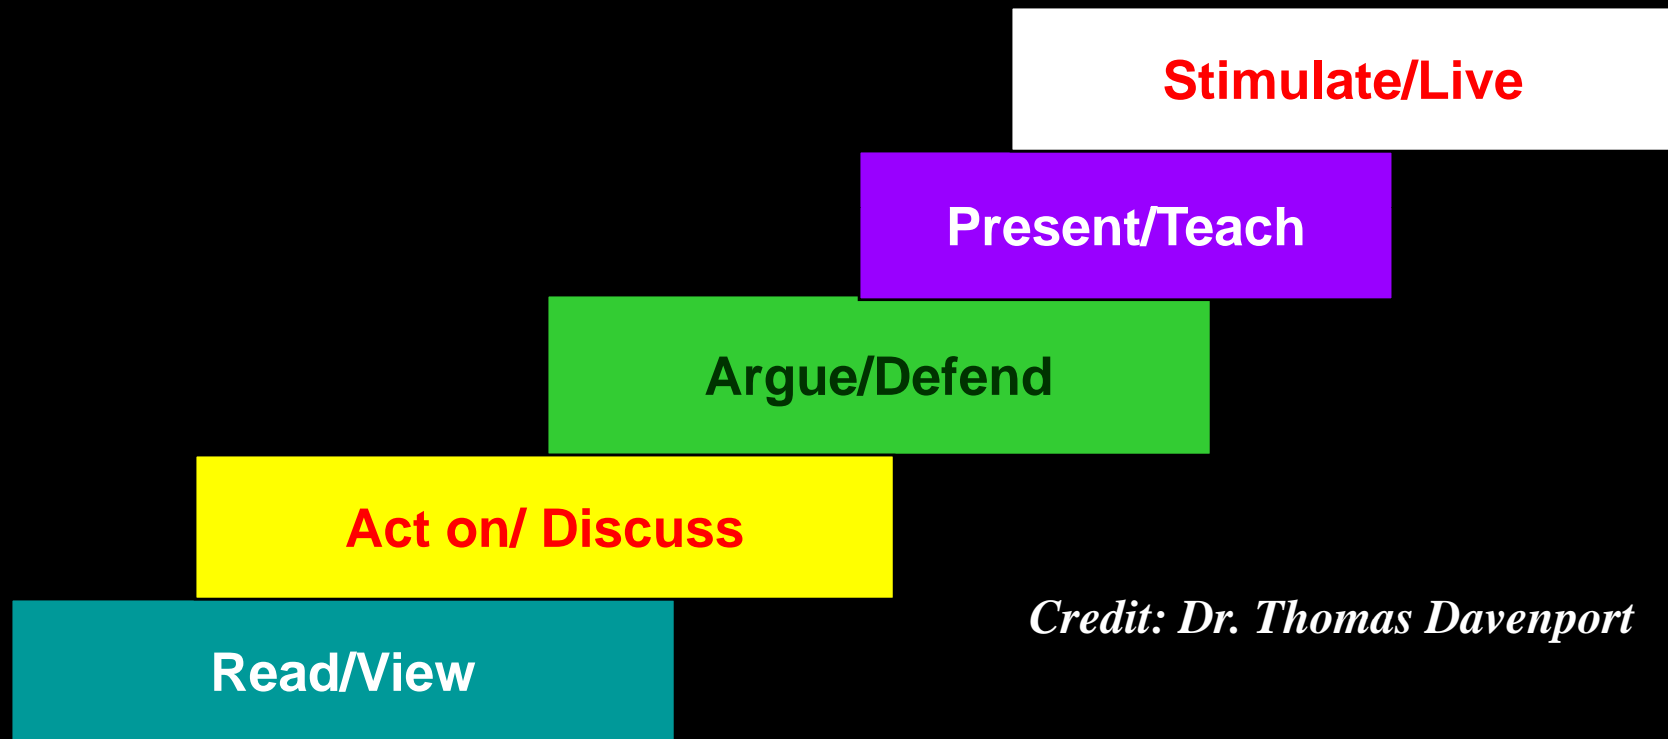 Stimulate/Live
Present/Teach
Argue/Defend
Act on/ Discuss
Credit: Dr. Thomas Davenport
Read/View